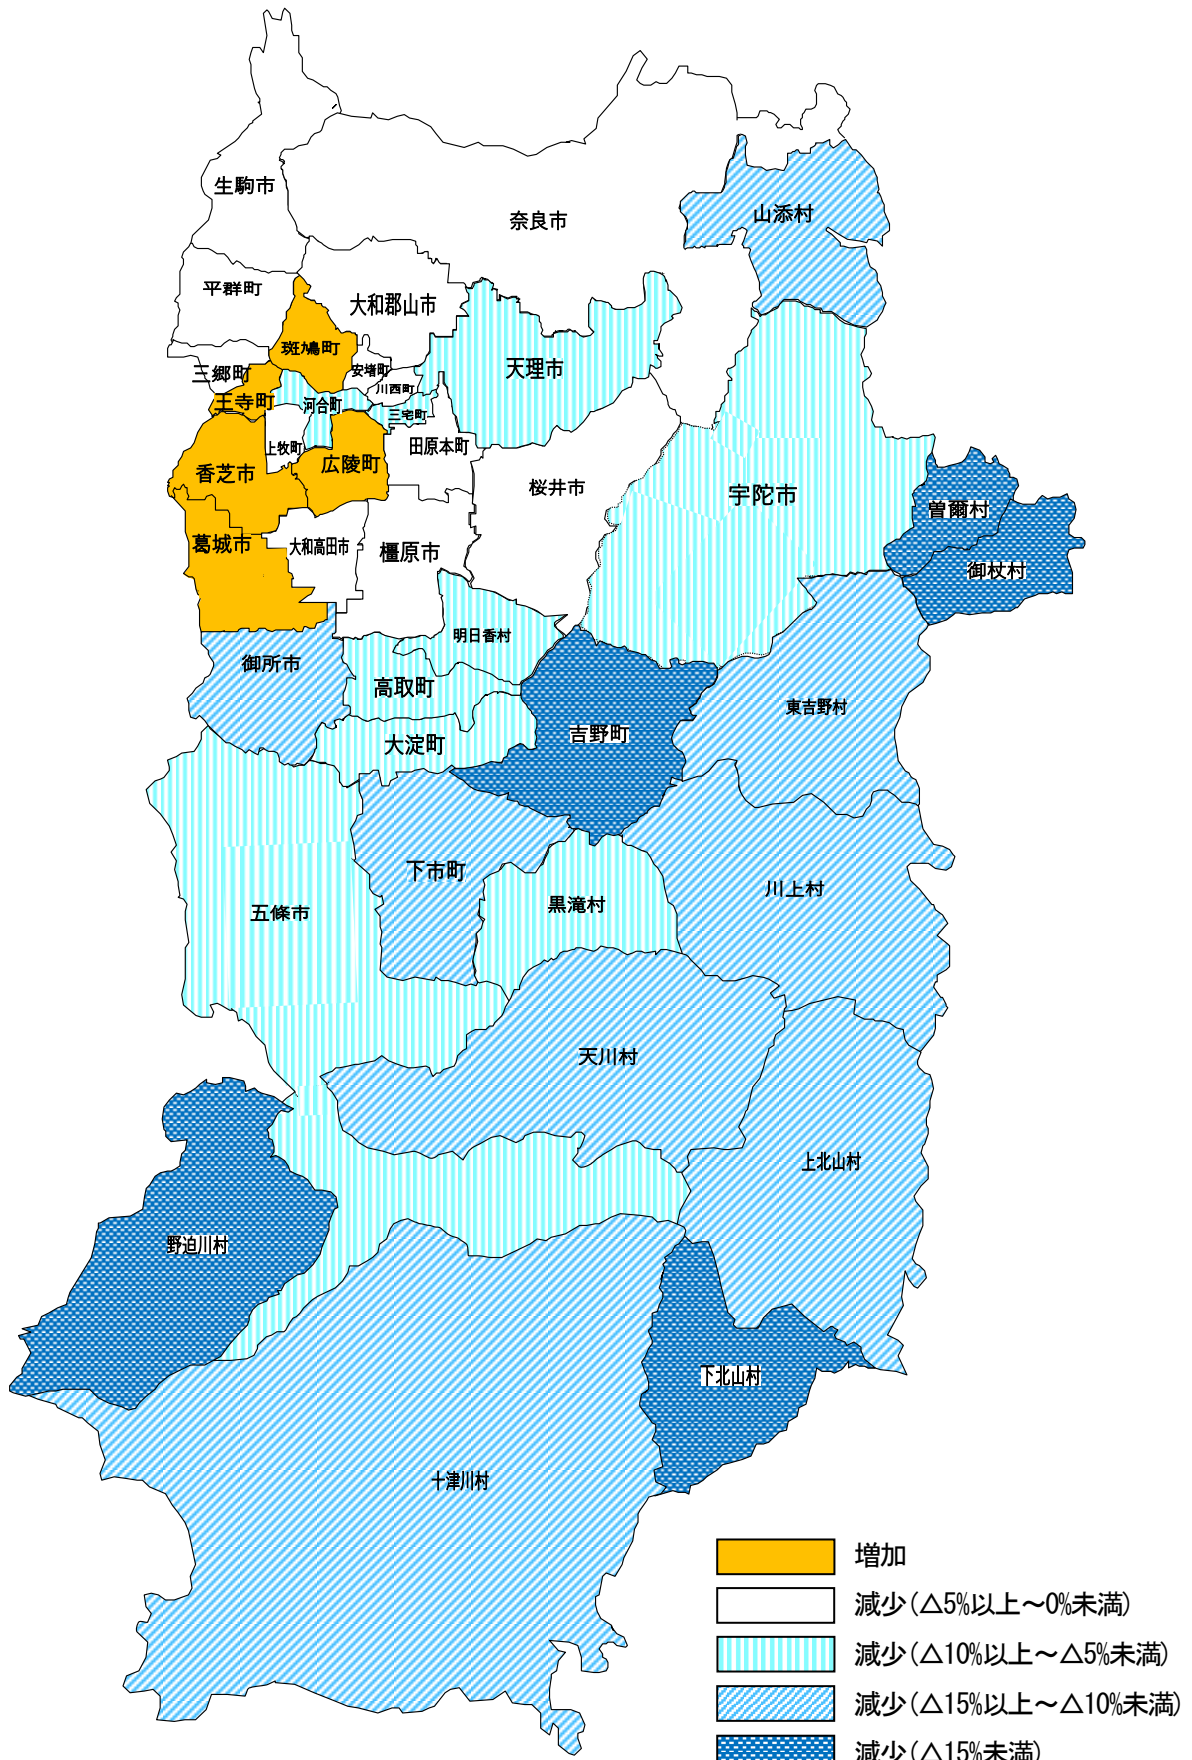 生駒市
奈良市
山添村
平群町
大和郡山市
斑鳩町
天理市
三郷町
安堵町
川西町
王寺町
河合町
三宅町
上牧町
田原本町
広陵町
香芝市
桜井市
宇陀市
曽爾村
葛城市
大和高田市
橿原市
御杖村
明日香村
御所市
高取町
東吉野村
吉野町
大淀町
下市町
川上村
黒滝村
五條市
天川村
上北山村
野迫川村
下北山村
十津川村
増加
減少(△5%以上～0%未満)
減少(△10%以上～△5%未満)
減少(△15%以上～△10%未満)
減少(△15%未満)